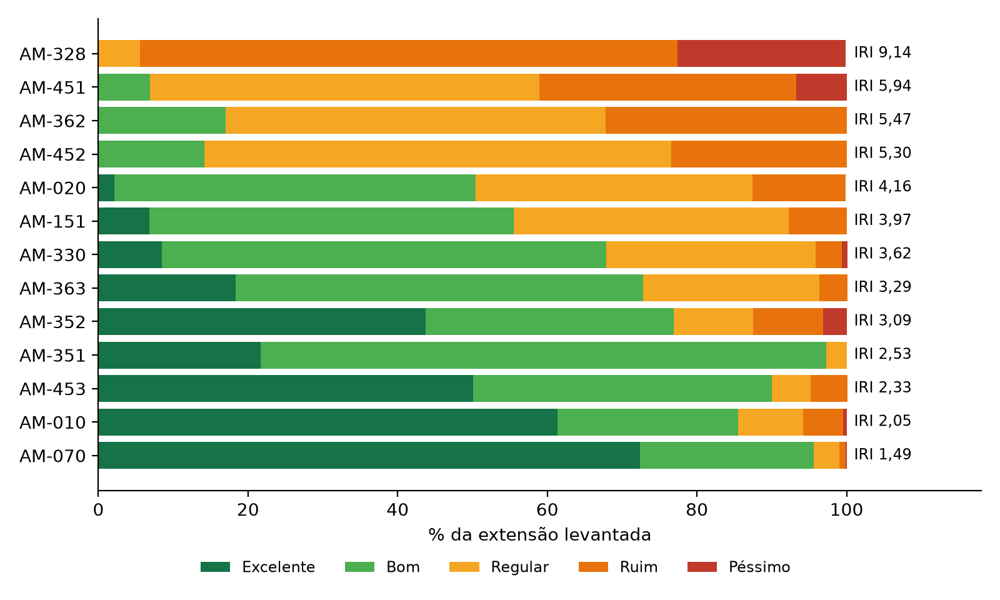 AM-328 IRI 9,14
AM-451 IRI 5,94
AM-362 IRI 5,47
AM-452 IRI 5,30
AM-020 IRI 4,16
AM-151 IRI 3,97
AM-330 IRI 3,62
AM-363 IRI 3,29
AM-352 IRI 3,09
AM-351 IRI 2,53
AM-453 IRI 2,33
AM-010 IRI 2,05
AM-070 IRI 1,49
0 20 40 60 80 100
% da extensão levantada
Excelente Bom Regular Ruim Péssimo